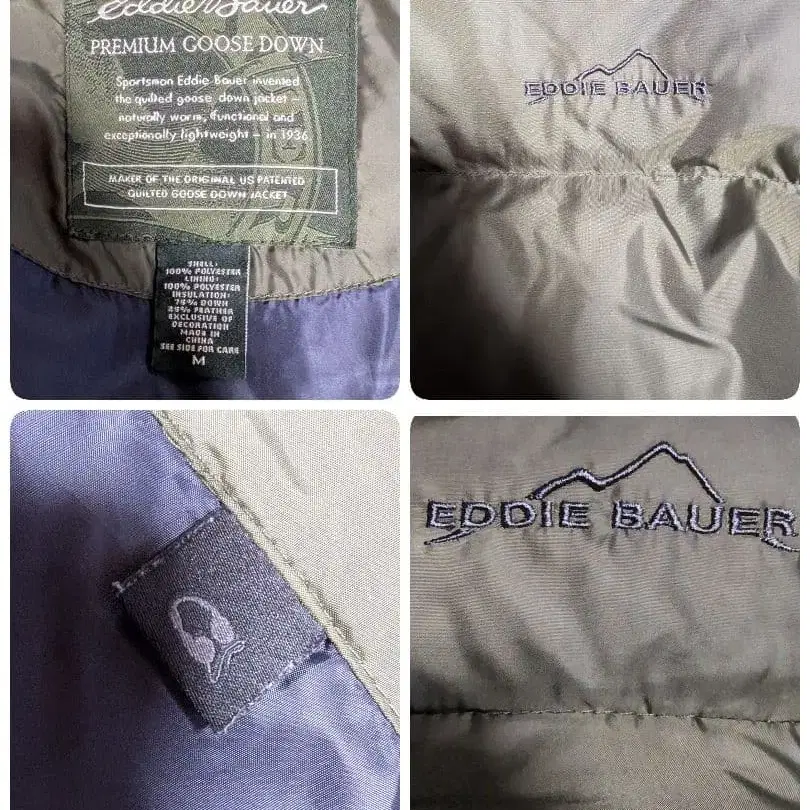 Eddie Bauer
PREMIUM GOOSE DOWN
Sportsman Eddie Bauer invented
the quilted goose down jacket –
naturally warm, functional and
exceptionally lightweight – in 1936
MAKER OF THE ORIGINAL US PATENTED
QUILTED GOOSE DOWN JACKET
SHELL:
100% POLYESTER
LINING:
100% POLYESTER
INSULATION:
75% DOWN
25% FEATHER
EXCLUSIVE OF
DECORATION
MADE IN
CHINA
SEE SIDE FOR CARE
M
EDDIE BAUER
EDDIE BAUER